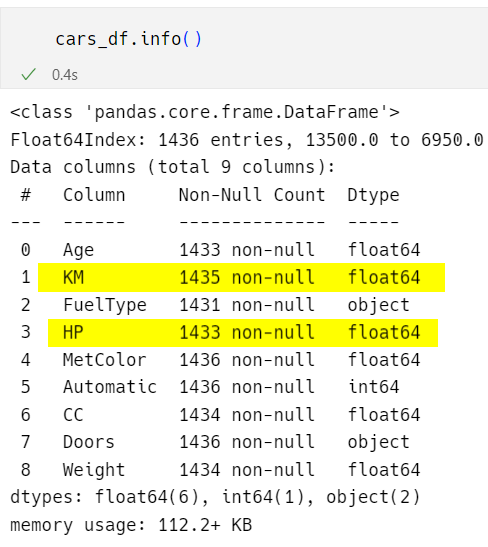 cars_df.info()
0.4s
<class 'pandas.core.frame.DataFrame'>
Float64Index: 1436 entries, 13500.0 to 6950.0
Data columns (total 9 columns):
 #   Column     Non-Null Count  Dtype
---  ------     --------------  -----
 0   Age        1433 non-null   float64
 1   KM         1435 non-null   float64
 2   FuelType   1431 non-null   object
 3   HP         1433 non-null   float64
 4   MetColor   1436 non-null   float64
 5   Automatic  1436 non-null   int64
 6   CC         1434 non-null   float64
 7   Doors      1436 non-null   object
 8   Weight     1434 non-null   float64
dtypes: float64(6), int64(1), object(2)
memory usage: 112.2+ KB